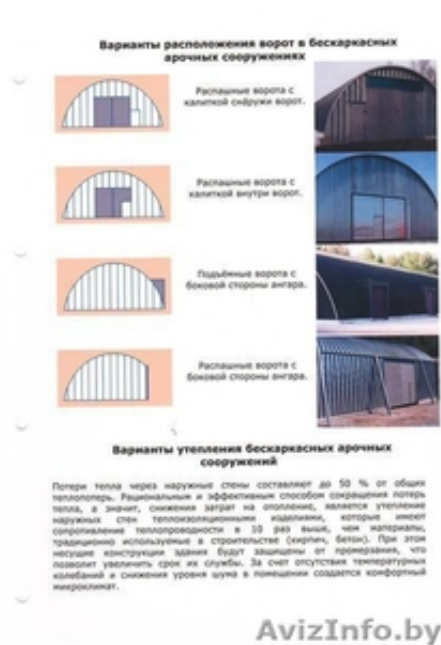 Варианты расположения ворот в бескаркасных
арочных сооружениях
Распашные ворота с
калиткой снаружи ворот.
Распашные ворота с
калиткой внутри ворот.
Подъёмные ворота с
боковой стороны ангара.
Распашные ворота с
боковой стороны ангара.
Варианты утепления бескаркасных арочных
сооружений
Потери тепла через наружные стены составляют до 50 % от общих
теплопотерь. Рациональным и эффективным способом сокращения потерь
тепла, а значит, снижения затрат на отопление, является утепление
наружных стен теплоизоляционными изделиями, которые имеют
сопротивление теплопроводности в 10 раз выше, чем материалы,
традиционно используемые в строительстве (кирпич, бетон). При этом
несущие конструкции здания будут защищены от промерзания, что
позволит увеличить срок их службы. За счет отсутствия температурных
колебаний и снижения уровня шума в помещении создается комфортный
микроклимат.
AvizInfo.by